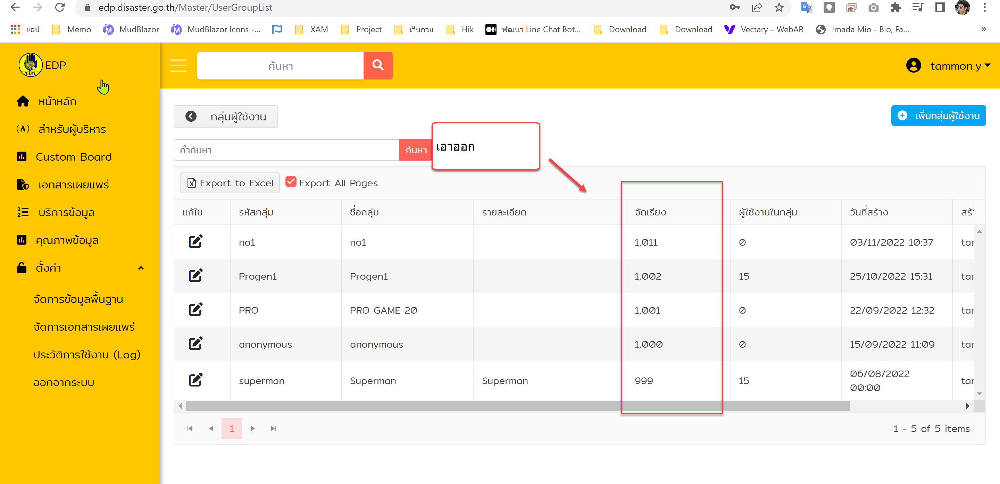 edp.disaster.go.th/Master/UserGroupList
แอป Memo MudBlazor MudBlazor Icons -... XAM Project เว็บกวย Hik พัฒนา Line Chat Bot... Download Download Vectary – WebAR Imada Mio - Bio, Fa... »
ปภ. EDP
ค้นหา
tammon.y
หน้าหลัก
สำหรับผู้บริหาร
Custom Board
เอกสารเผยแพร่
บริการข้อมูล
คุณภาพข้อมูล
ตั้งค่า
จัดการข้อมูลพื้นฐาน
จัดการเอกสารเผยแพร่
ประวัติการใช้งาน (Log)
ออกจากระบบ
กลุ่มผู้ใช้งาน
เพิ่มกลุ่มผู้ใช้งาน
คำค้นหา ค้นหา
เอาออก
Export to Excel Export All Pages
แก้ไข รหัสกลุ่ม ชื่อกลุ่ม รายละเอียด จัดเรียง ผู้ใช้งานในกลุ่ม วันที่สร้าง สร้า
no1 no1 1,011 0 03/11/2022 10:37 tar
Progen1 Progen1 1,002 15 25/10/2022 15:31 tar
PRO PRO GAME 20 1,001 0 22/09/2022 12:32 tar
anonymous anonymous 1,000 0 15/09/2022 11:09 tar
superman Superman Superman 999 15 06/08/2022 00:00 tar
1
1 - 5 of 5 items